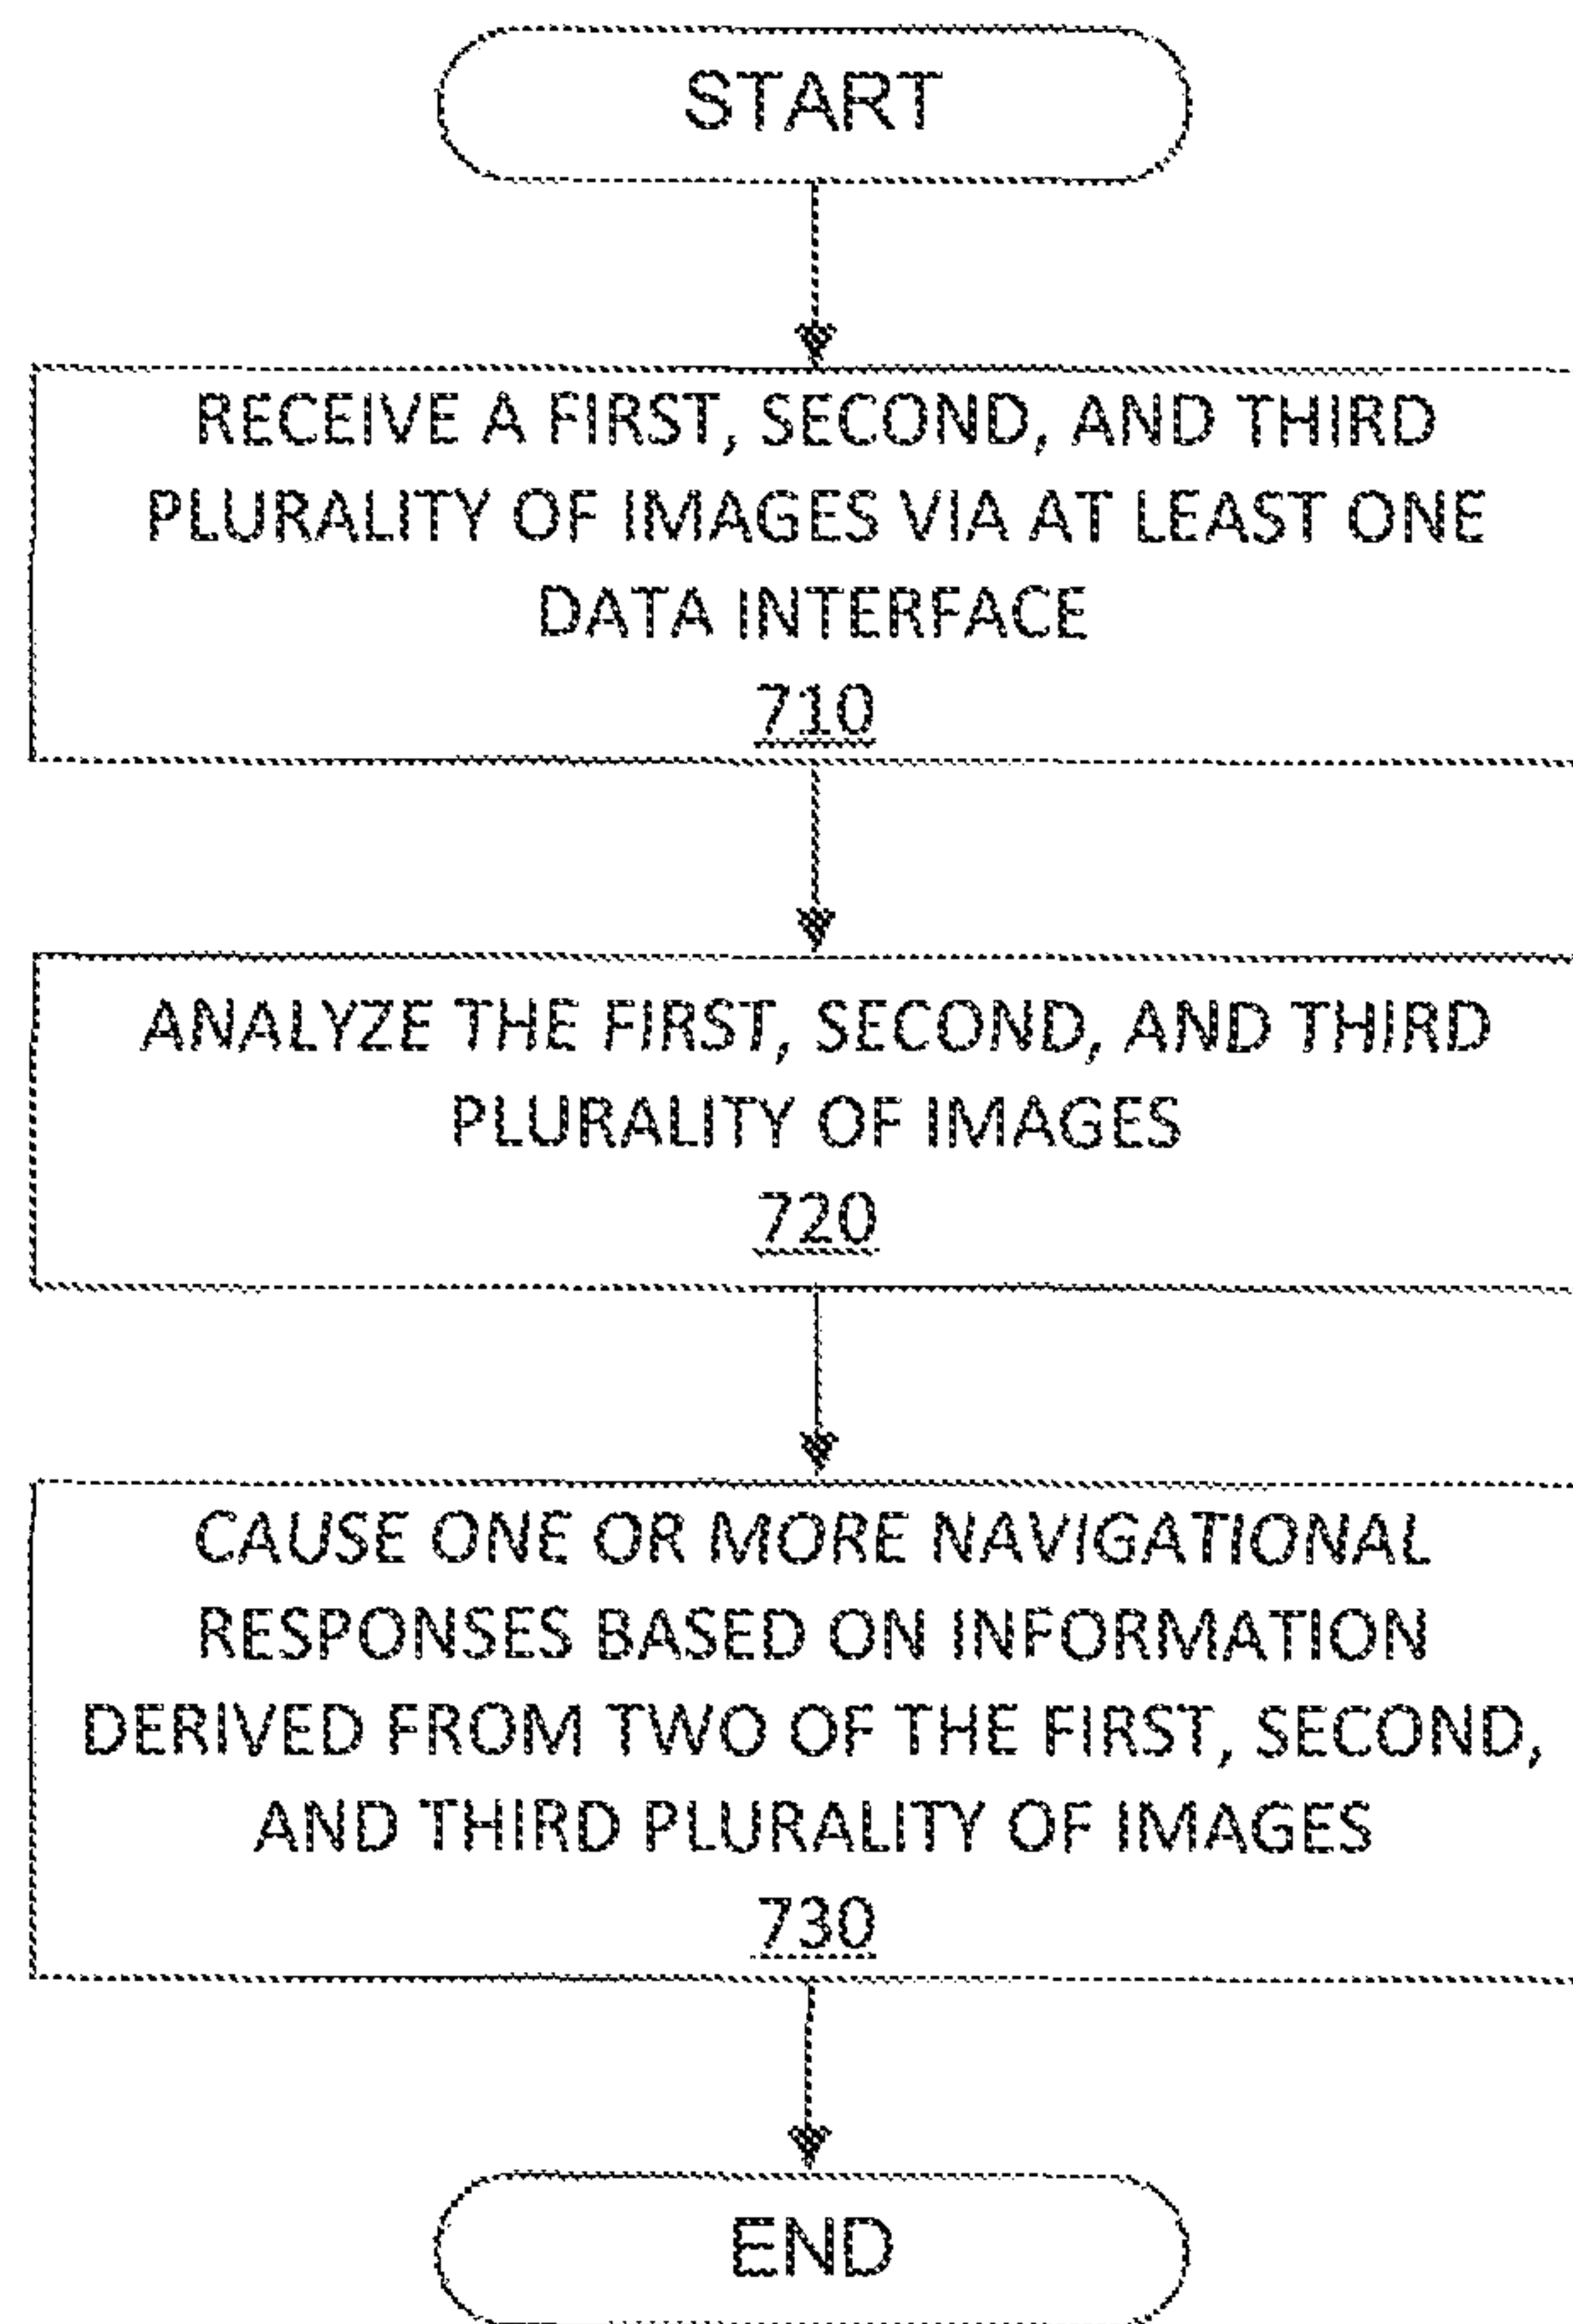 START
RECEIVE A FIRST, SECOND, AND THIRD
PLURALITY OF IMAGES VIA AT LEAST ONE
DATA INTERFACE
710
ANALYZE THE FIRST, SECOND, AND THIRD
PLURALITY OF IMAGES
720
CAUSE ONE OR MORE NAVIGATIONAL
RESPONSES BASED ON INFORMATION
DERIVED FROM TWO OF THE FIRST, SECOND,
AND THIRD PLURALITY OF IMAGES
730
END